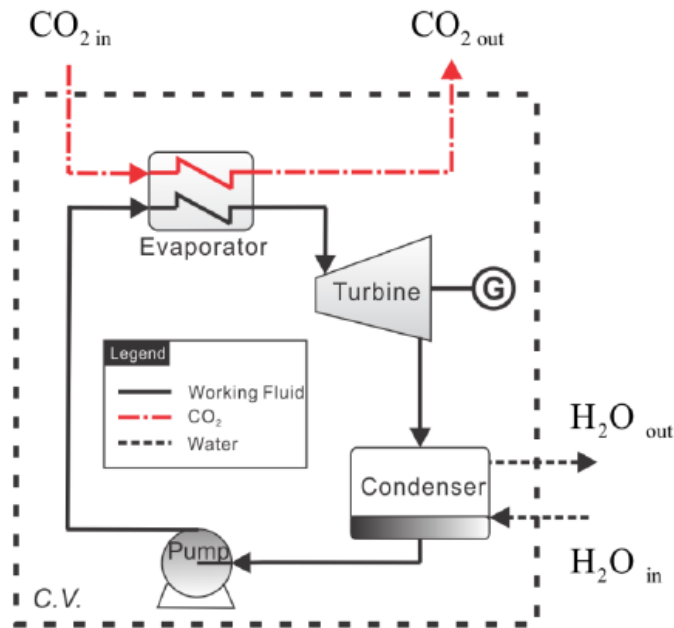 CO₂ in
CO₂ out
Evaporator
Turbine
G
Legend
Working Fluid
CO₂
Water
H₂O out
Condenser
H₂O in
Pump
C.V.